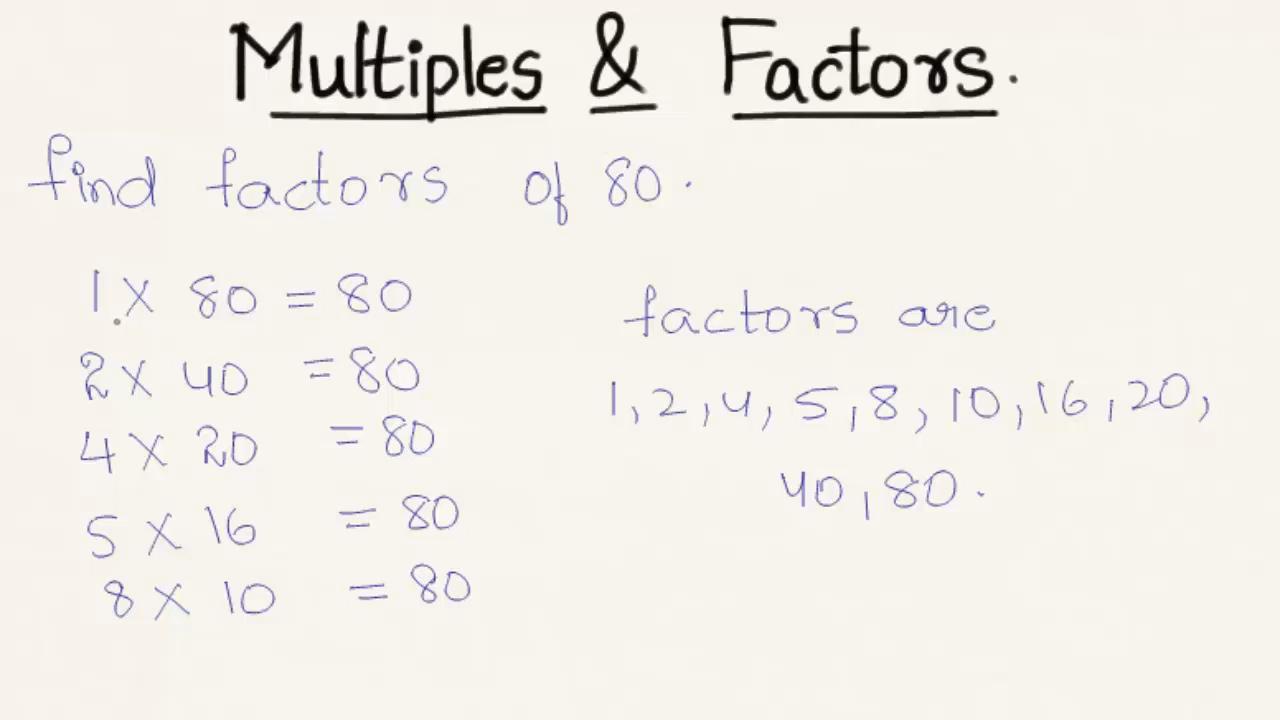 Multiples & Factors.
find factors of 80.
1 X 80 = 80
2 X 40 = 80
4 X 20 = 80
5 X 16 = 80
8 X 10 = 80
factors are
1, 2, 4, 5, 8, 10, 16, 20,
40, 80.